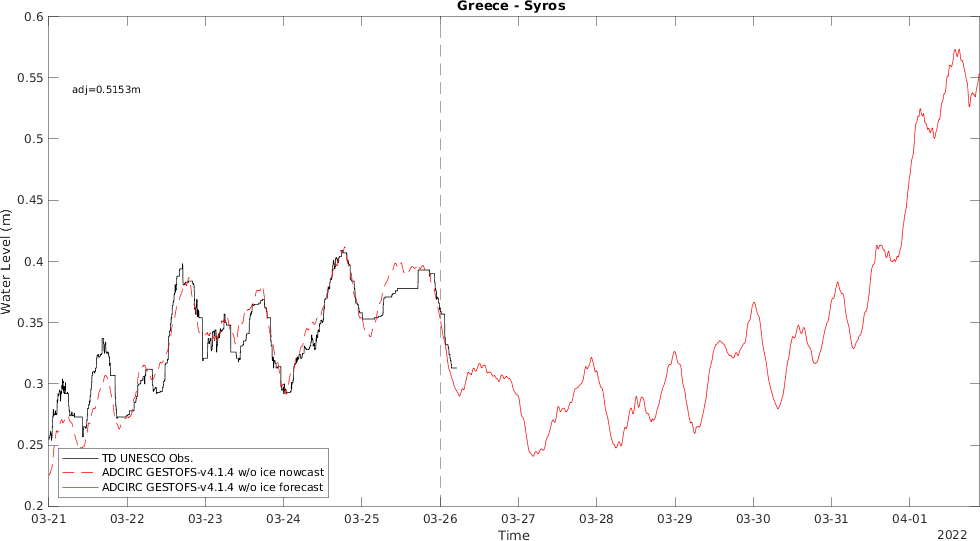 Greece - Syros
0.6
0.55
0.5
0.45
0.4
0.35
0.3
0.25
0.2
Water Level (m)
adj=0.5153m
TD UNESCO Obs.
ADCIRC GESTOFS-v4.1.4 w/o ice nowcast
ADCIRC GESTOFS-v4.1.4 w/o ice forecast
03-21 03-22 03-23 03-24 03-25 03-26 03-27 03-28 03-29 03-30 03-31 04-01
Time
2022